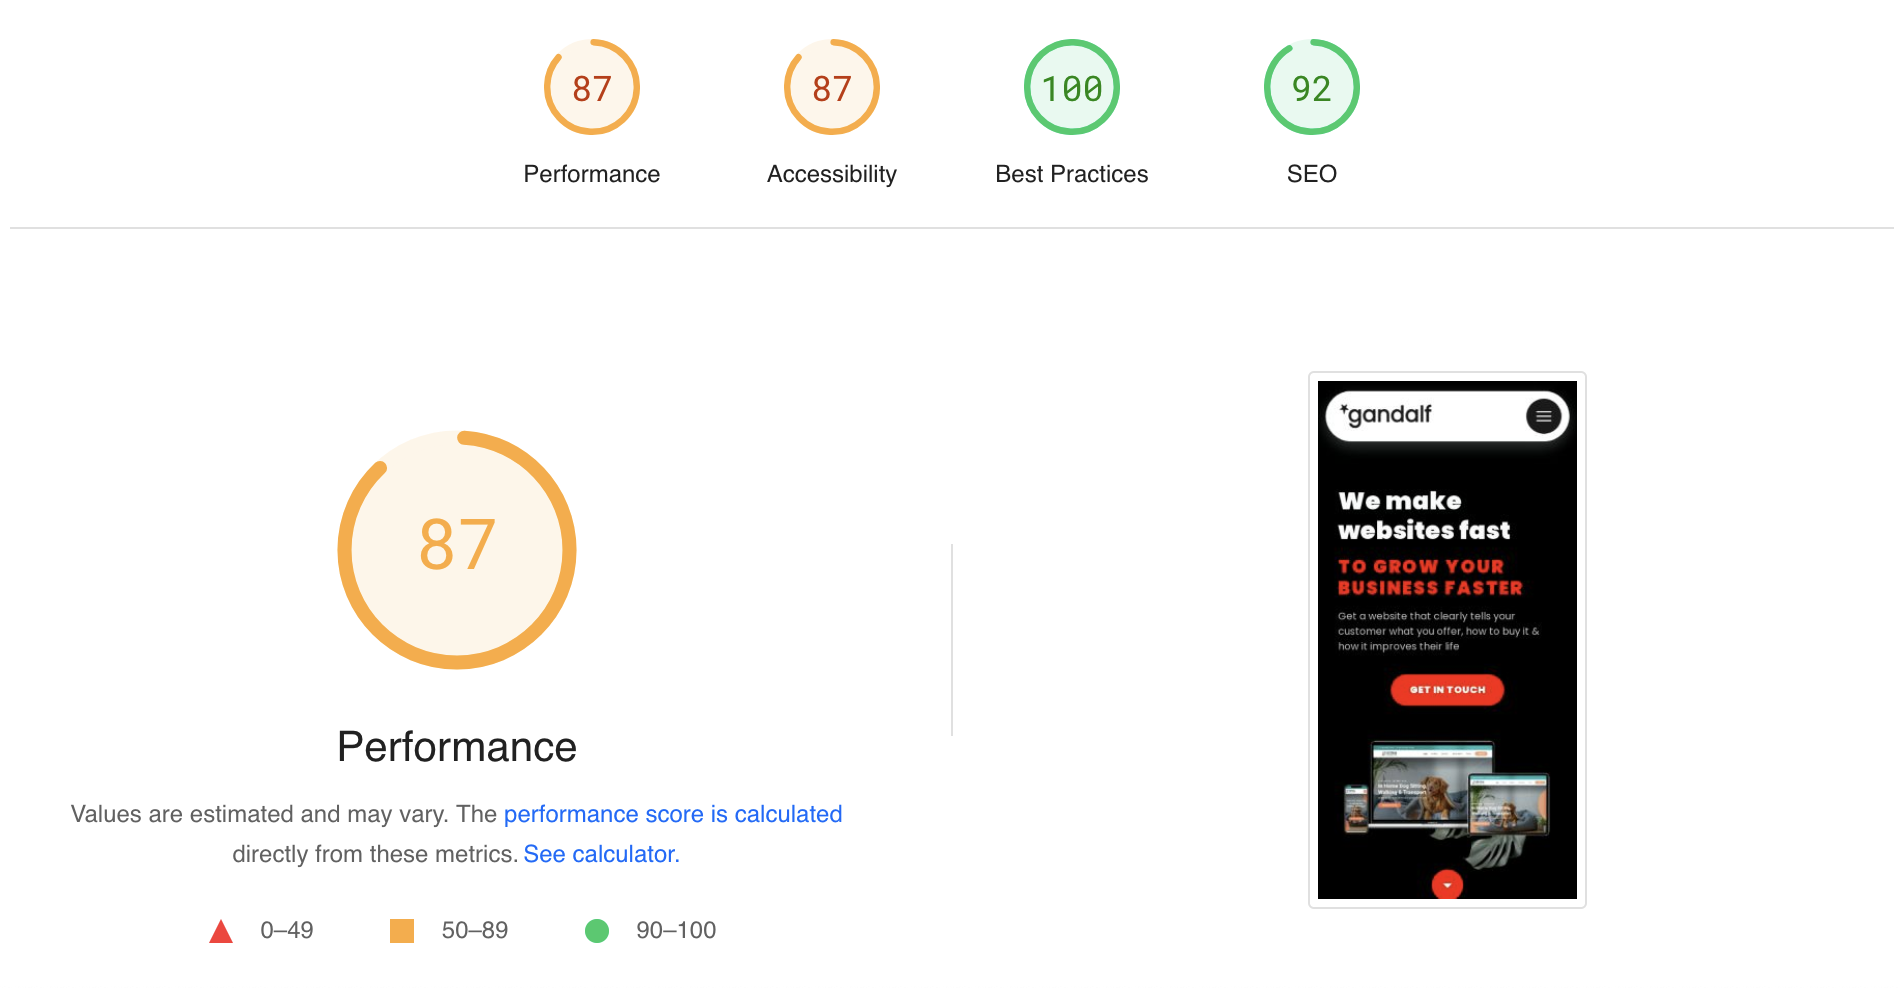 87
87
100
92
Performance
Accessibility
Best Practices
SEO
87
Performance
Values are estimated and may vary. The performance score is calculated
directly from these metrics. See calculator.
0–49
50–89
90–100
*gandalf
We make
websites fast
TO GROW YOUR
BUSINESS FASTER
Get a website that clearly tells your
customer what you offer, how to buy it &
how it improves their life
GET IN TOUCH